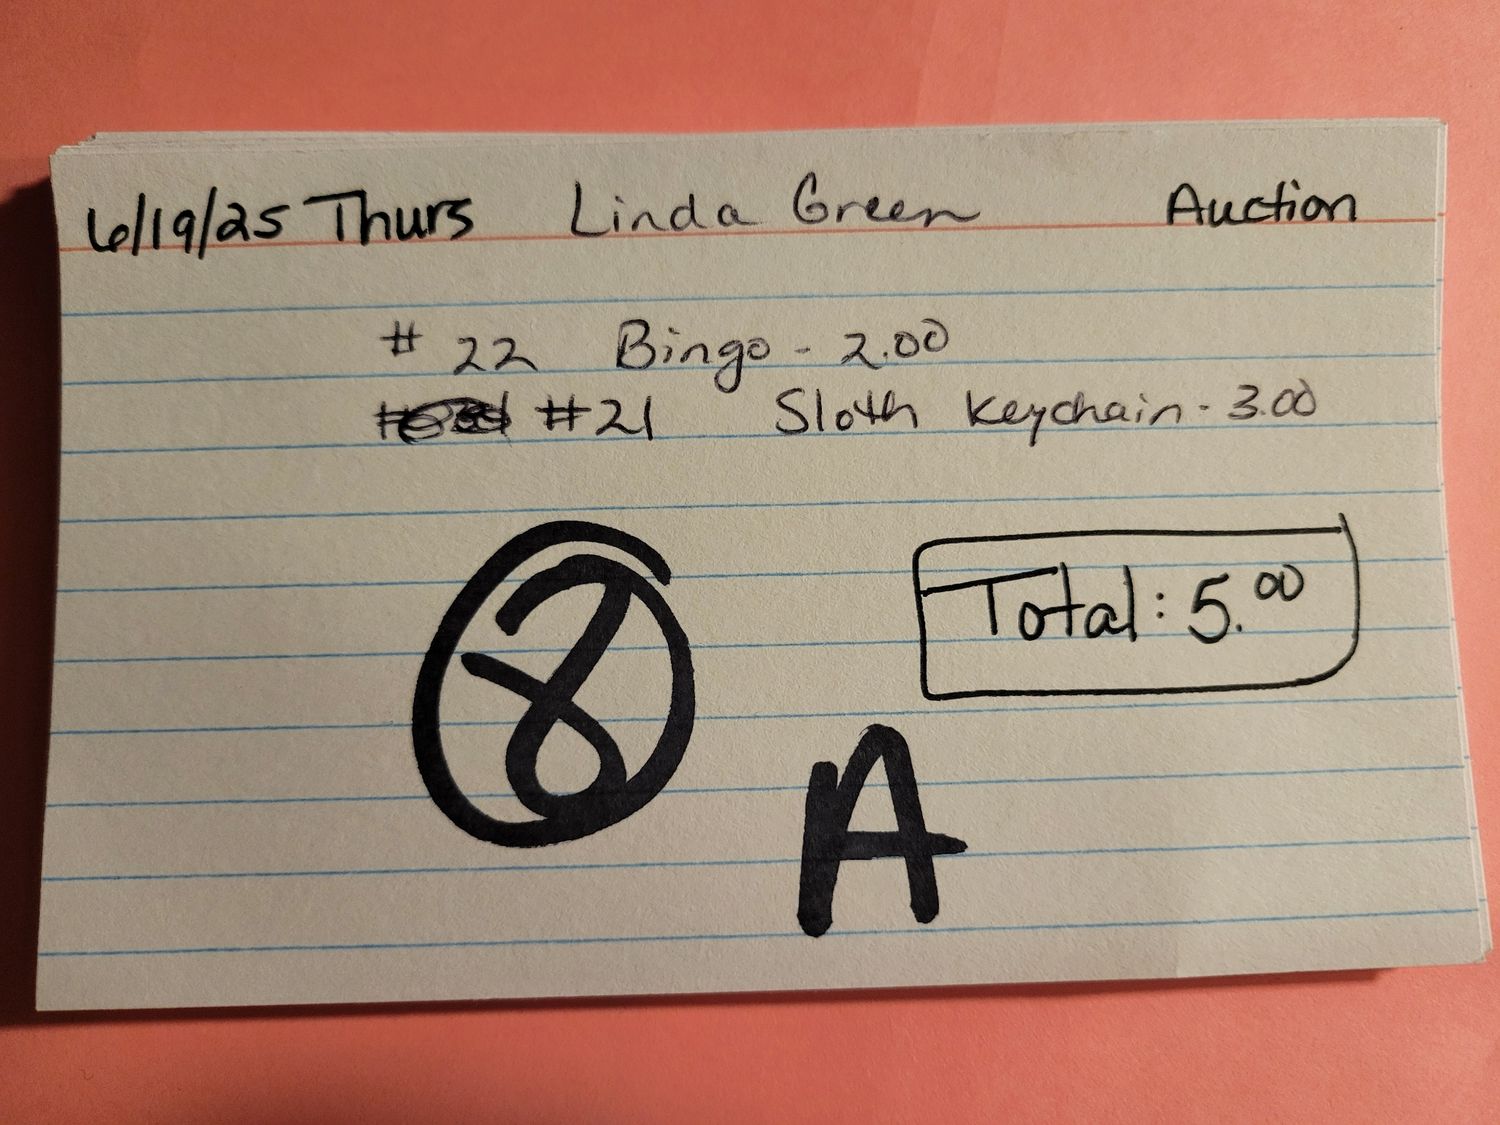 6/19/25 Thurs Linda Green Auction
# 22 Bingo - 2.00
#21 Sloth Keychain - 3.00
Total: 5.00
A